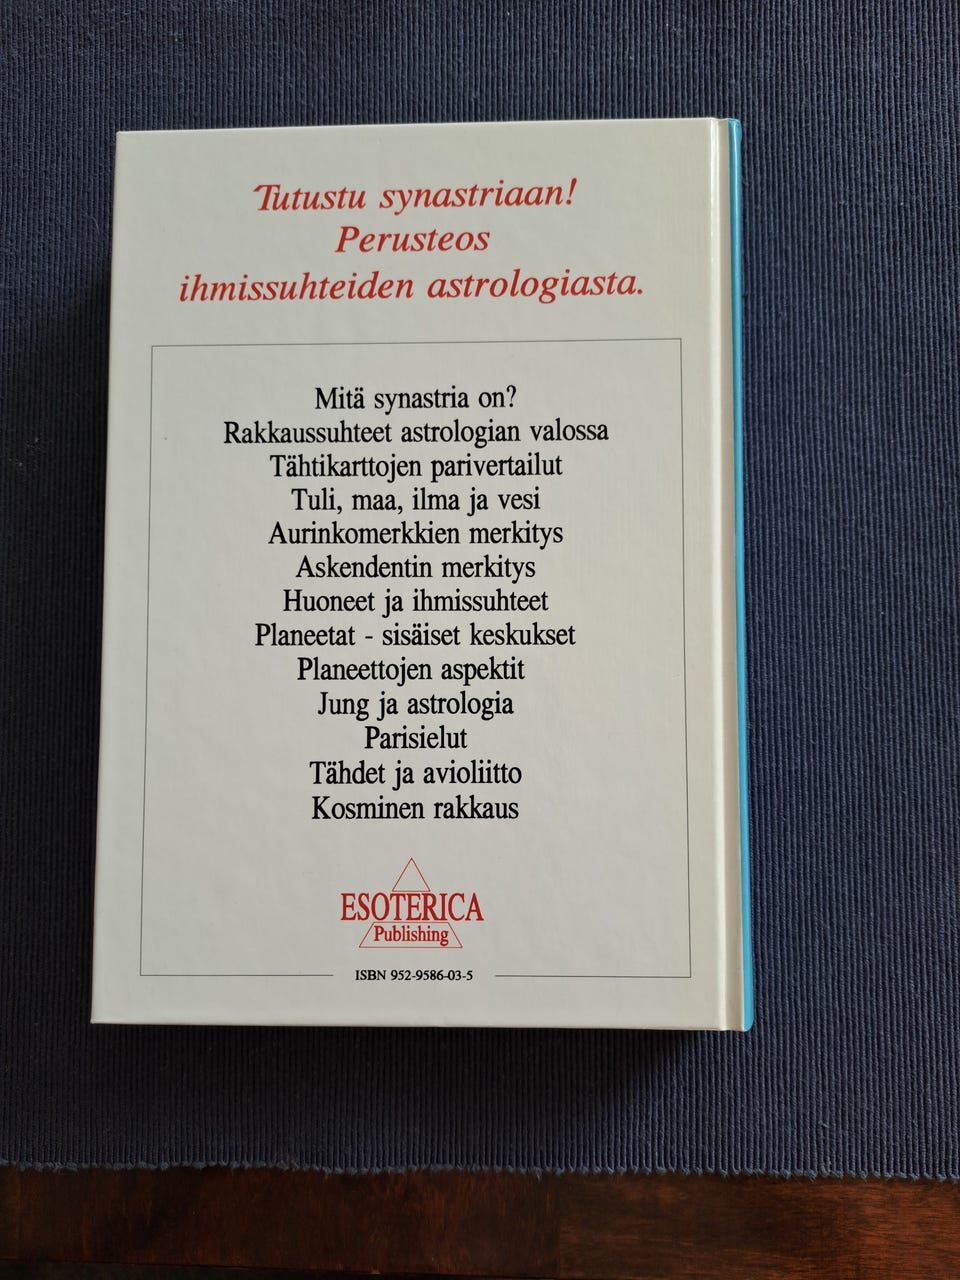 Tutustu synastriaan!
Perusteos
ihmissuhteiden astrologiasta.
Mitä synastria on?
Rakkaussuhteet astrologian valossa
Tähtikarttojen parivertailut
Tuli, maa, ilma ja vesi
Aurinkomerkkien merkitys
Askendentin merkitys
Huoneet ja ihmissuhteet
Planeetat - sisäiset keskukset
Planeettojen aspektit
Jung ja astrologia
Parisielut
Tähdet ja avioliitto
Kosminen rakkaus
ESOTERICA
Publishing
ISBN 952-9586-03-5